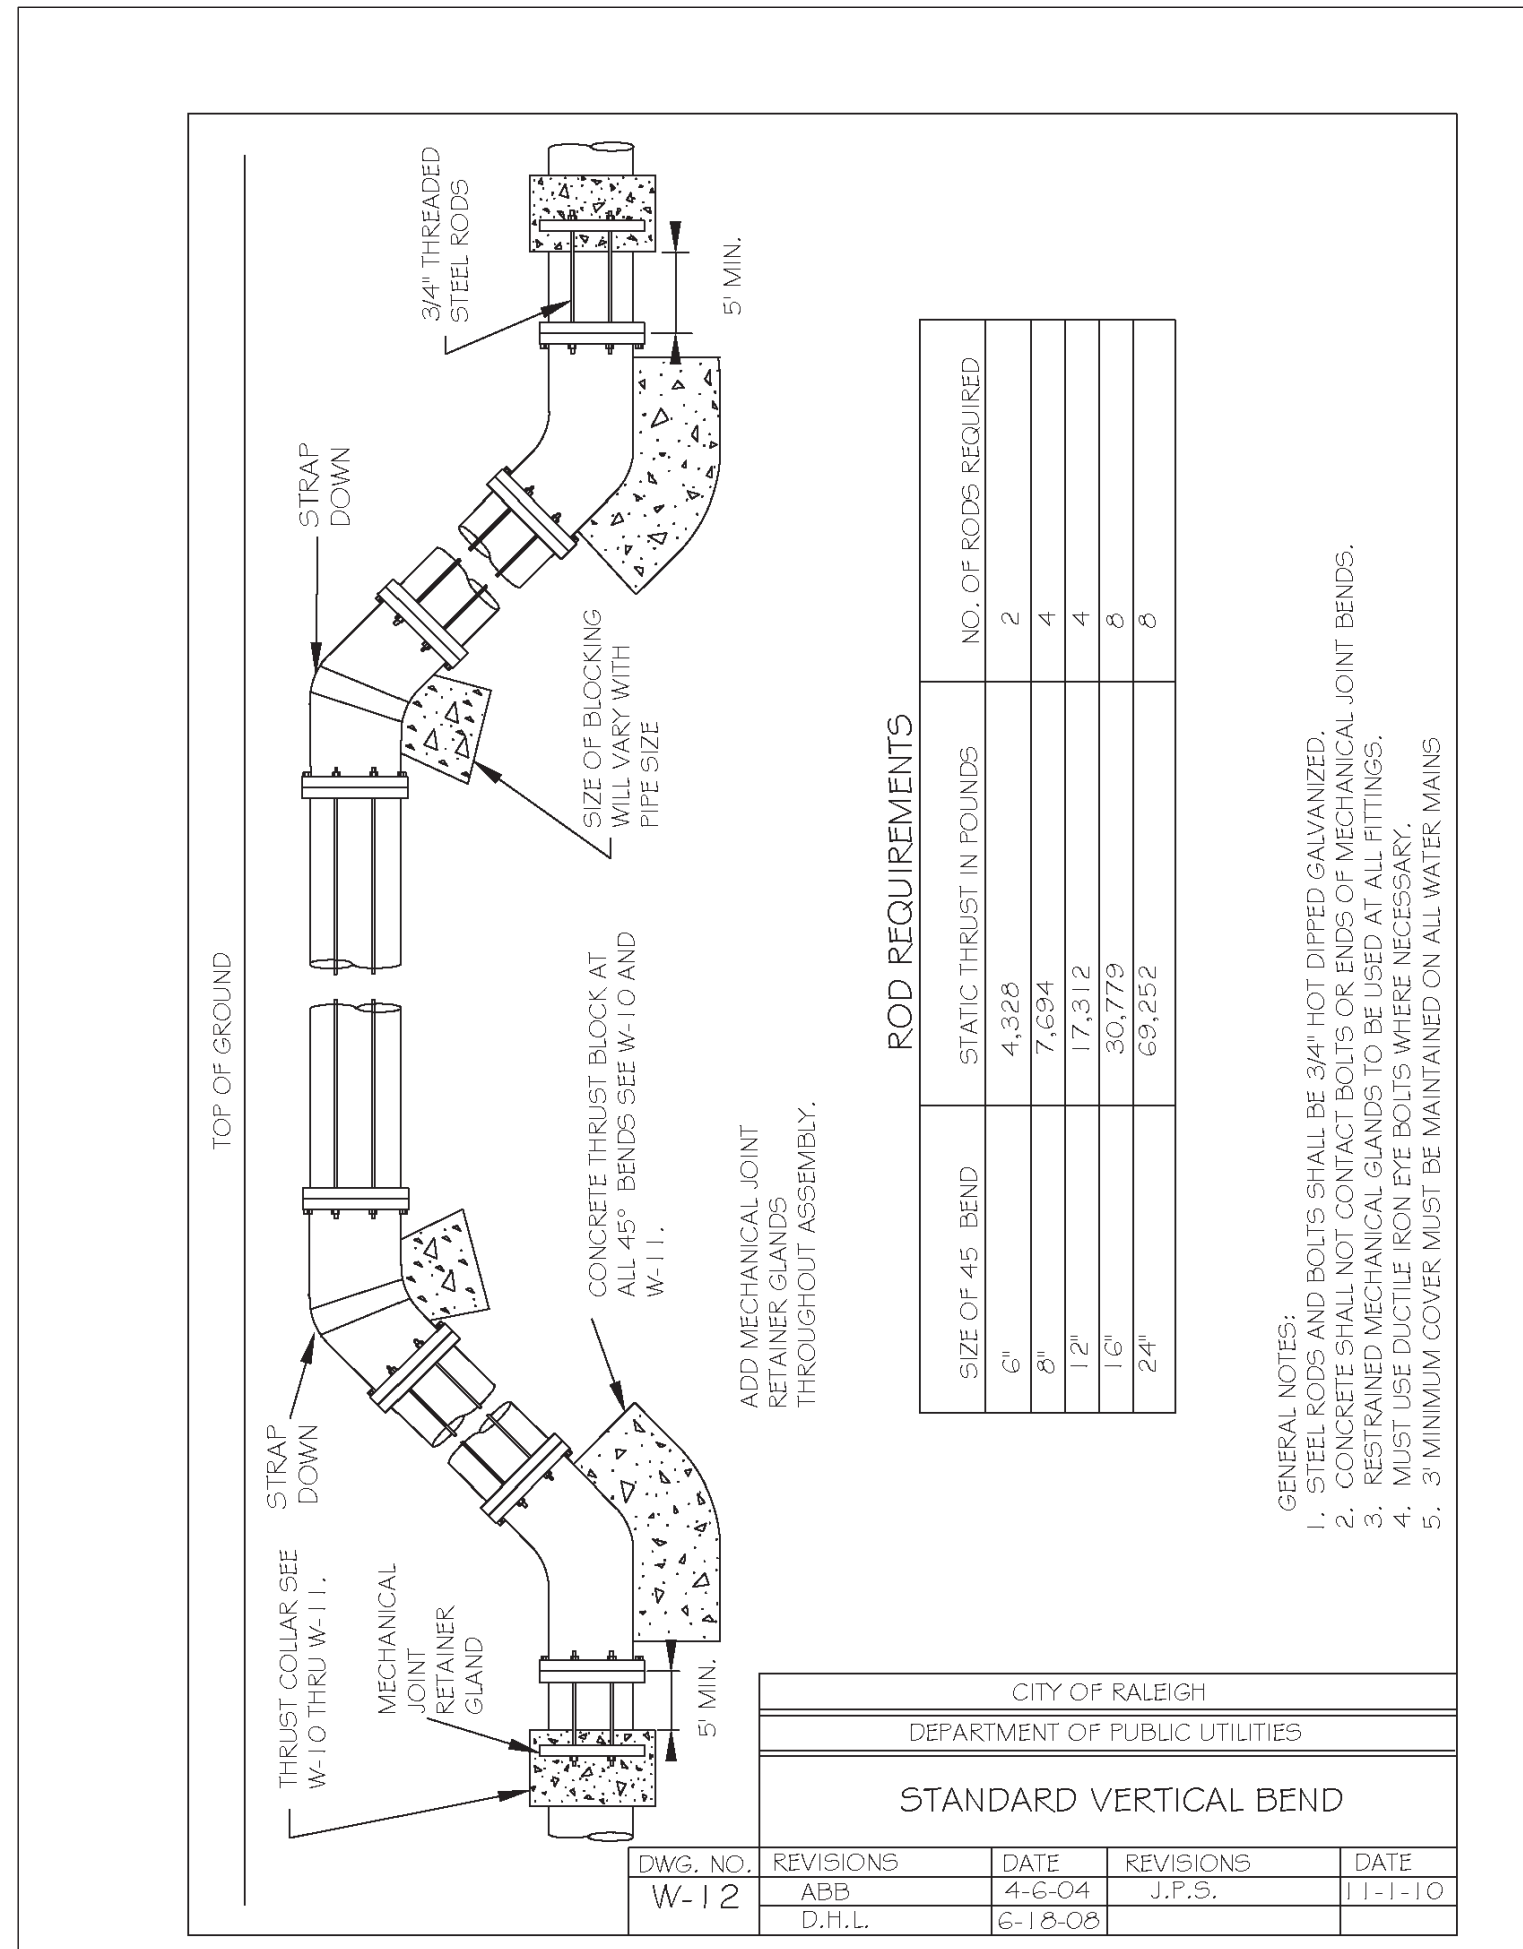 TOP OF GROUND
THRUST COLLAR SEE
W-10 THRU W-11.
MECHANICAL
JOINT
RETAINER
GLAND
STRAP
DOWN
STRAP
DOWN
3/4" THREADED
STEEL RODS
5' MIN.
5' MIN.
CONCRETE THRUST BLOCK AT
ALL 45° BENDS SEE W-10 AND
W-11.
SIZE OF BLOCKING
WILL VARY WITH
PIPE SIZE
ADD MECHANICAL JOINT
RETAINER GLANDS
THROUGHOUT ASSEMBLY.
ROD REQUIREMENTS
SIZE OF 45 BEND STATIC THRUST IN POUNDS NO. OF RODS REQUIRED
6" 4,328 2
8" 7,694 4
12" 17,312 4
16" 30,779 8
24" 69,252 8
GENERAL NOTES:
1. STEEL RODS AND BOLTS SHALL BE 3/4" HOT DIPPED GALVANIZED.
2. CONCRETE SHALL NOT CONTACT BOLTS OR ENDS OF MECHANICAL JOINT BENDS.
3. RESTRAINED MECHANICAL GLANDS TO BE USED AT ALL FITTINGS.
4. MUST USE DUCTILE IRON EYE BOLTS WHERE NECESSARY.
5. 3' MINIMUM COVER MUST BE MAINTAINED ON ALL WATER MAINS
CITY OF RALEIGH
DEPARTMENT OF PUBLIC UTILITIES
STANDARD VERTICAL BEND
DWG. NO. REVISIONS DATE REVISIONS DATE
W-12 ABB 4-6-04 J.P.S. 11-1-10
D.H.L. 6-18-08